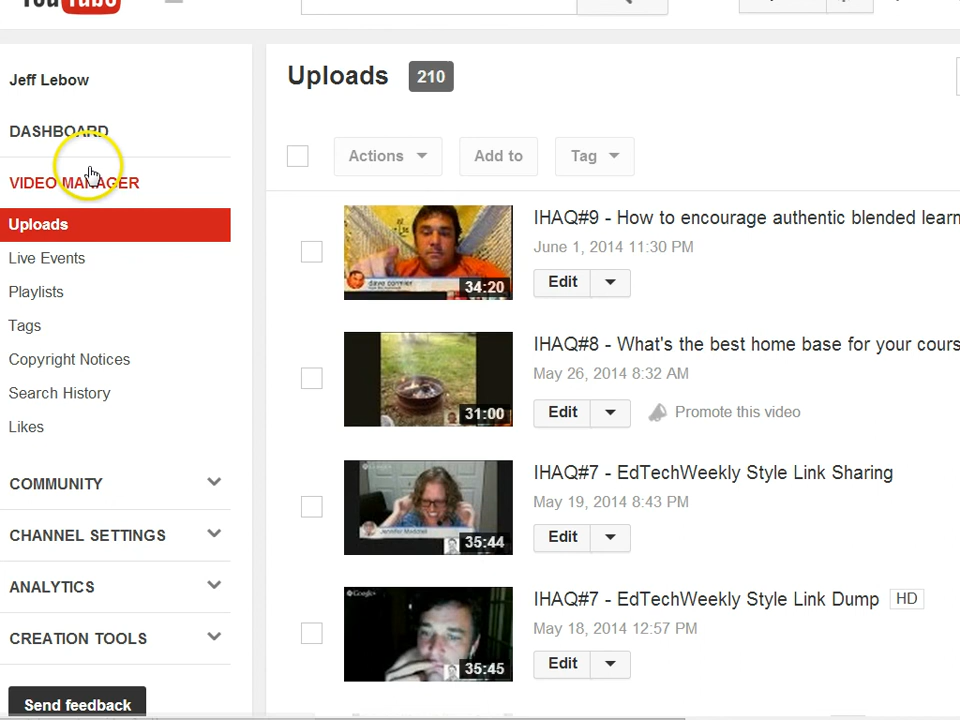 YouTube
Jeff Lebow
DASHBOARD
VIDEO MANAGER
Uploads
Live Events
Playlists
Tags
Copyright Notices
Search History
Likes
COMMUNITY
CHANNEL SETTINGS
ANALYTICS
CREATION TOOLS
Send feedback
Uploads 210
Actions Add to Tag
IHAQ#9 - How to encourage authentic blended learn
June 1, 2014 11:30 PM
dave cormier
34:20
Edit
IHAQ#8 - What's the best home base for your cours
May 26, 2014 8:32 AM
31:00
Edit Promote this video
IHAQ#7 - EdTechWeekly Style Link Sharing
May 19, 2014 8:43 PM
35:44
Edit
IHAQ#7 - EdTechWeekly Style Link Dump HD
May 18, 2014 12:57 PM
35:45
Edit